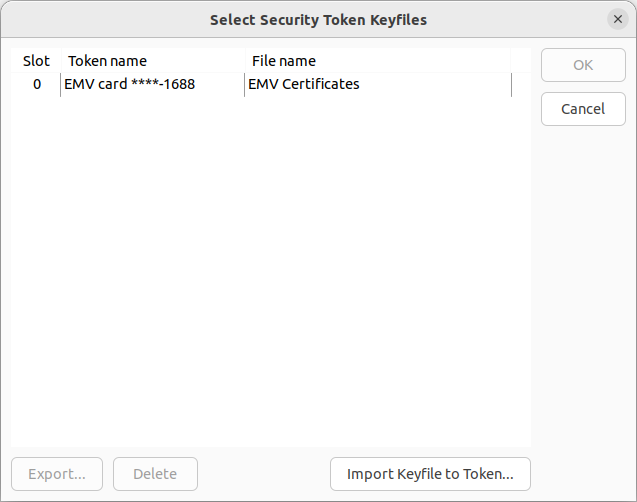 Select Security Token Keyfiles
Slot Token name File name
0 EMV card ****-1688 EMV Certificates
OK
Cancel
Export... Delete Import Keyfile to Token...